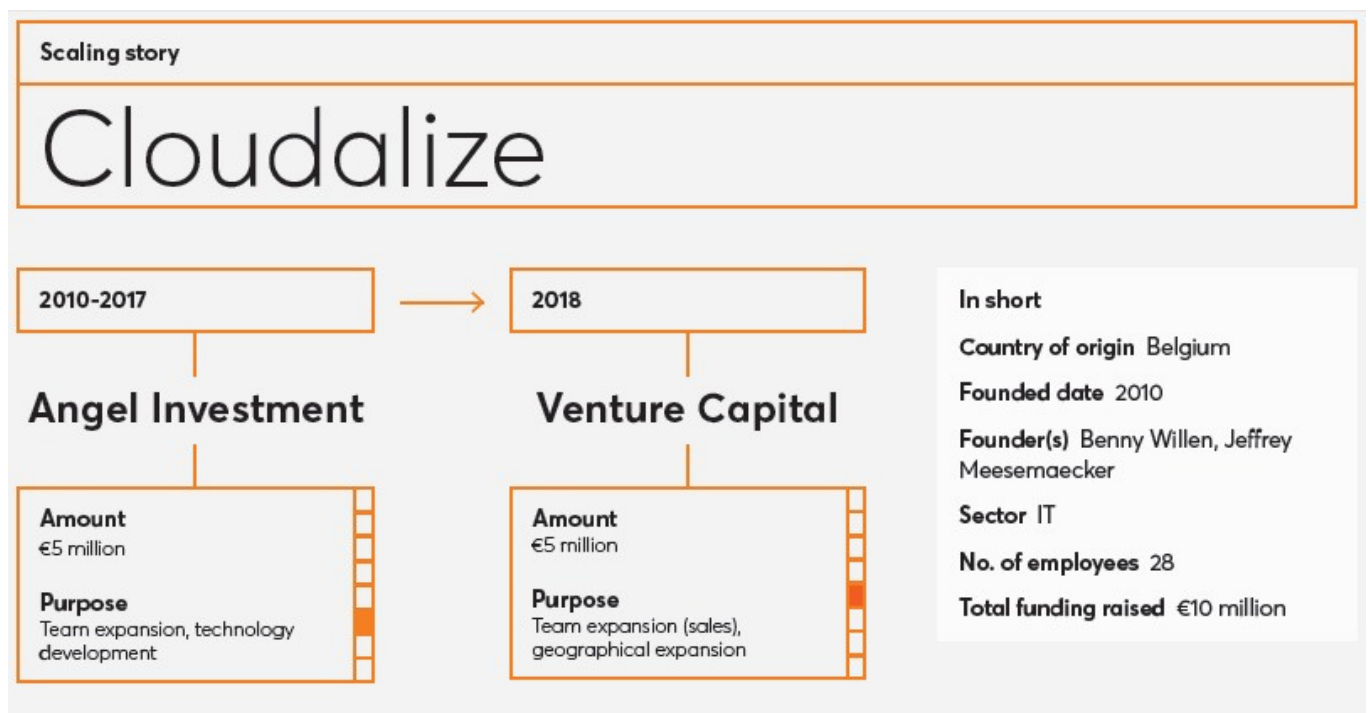 Scaling story
Cloudalize
2010-2017
2018
Angel Investment
Venture Capital
Amount
€5 million
Purpose
Team expansion, technology
development
Amount
€5 million
Purpose
Team expansion (sales),
geographical expansion
In short
Country of origin Belgium
Founded date 2010
Founder(s) Benny Willen, Jeffrey
Meesemaecker
Sector IT
No. of employees 28
Total funding raised €10 million